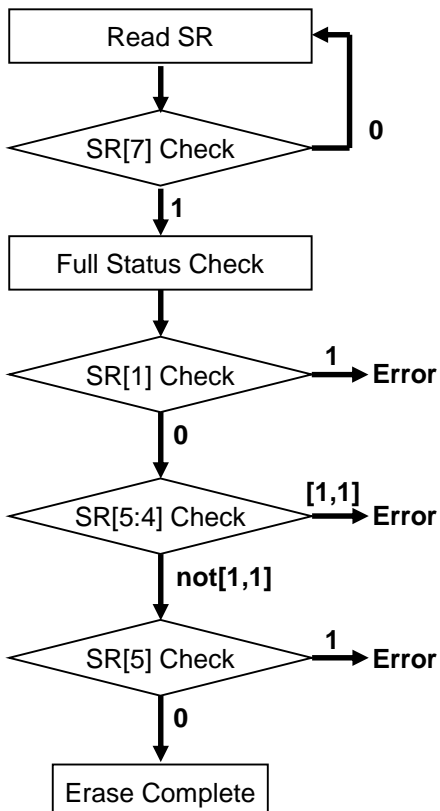 Read SR
0
SR[7] Check
1
Full Status Check
1
SR[1] Check
Error
0
[1,1]
SR[5:4] Check
Error
not[1,1]
1
SR[5] Check
Error
0
Erase Complete